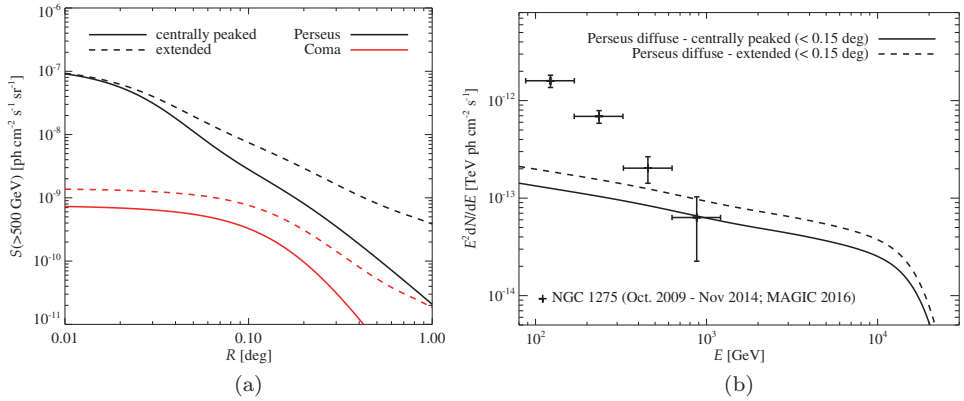 10^-6
10^-7
10^-8
10^-9
10^-10
10^-11
S(>500 GeV) [ph cm^-2 s^-1 sr^-1]
centrally peaked
extended
Perseus
Coma
0.01
0.10
1.00
R [deg]
(a)
10^-12
10^-13
10^-14
E^2dN/dE [TeV ph cm^-2 s^-1]
Perseus diffuse - centrally peaked (< 0.15 deg)
Perseus diffuse - extended (< 0.15 deg)
NGC 1275 (Oct. 2009 - Nov 2014; MAGIC 2016)
10^2
10^3
10^4
E [GeV]
(b)